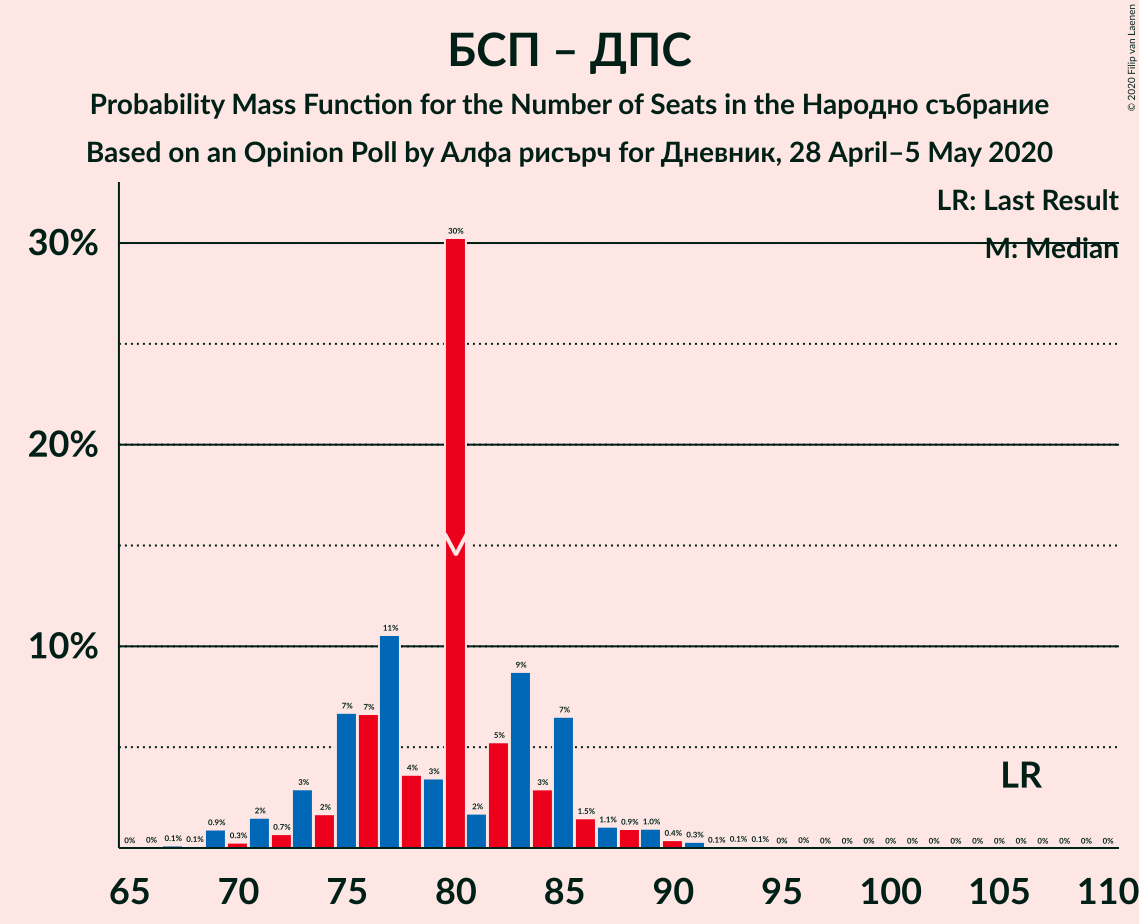 БСП – ДПС
Probability Mass Function for the Number of Seats in the Народно събрание
Based on an Opinion Poll by Алфа рисърч for Дневник, 28 April–5 May 2020
© 2020 Filip van Laenen
LR: Last Result
M: Median
30%
20%
10%
0% 0% 0.1% 0.1% 0.9% 0.3% 2% 0.7% 3% 2% 7% 7% 11% 4% 3% 30% 2% 5% 9% 3% 7% 1.5% 1.1% 0.9% 1.0% 0.4% 0.3% 0.1% 0.1% 0.1% 0% 0% 0% 0% 0% 0% 0% 0% 0% 0% 0% 0% 0% 0% 0% 0%
LR
65 70 75 80 85 90 95 100 105 110